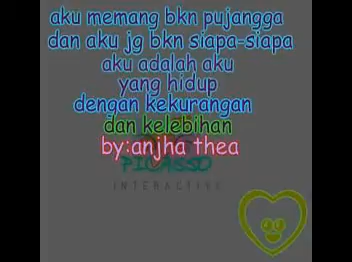 aku memang bkn pujangga
dan aku jg bkn siapa-siapa
aku adalah aku
yang hidup
dengan kekurangan
dan kelebihan
by:anjha thea
PICASSO
INTERACTIVE